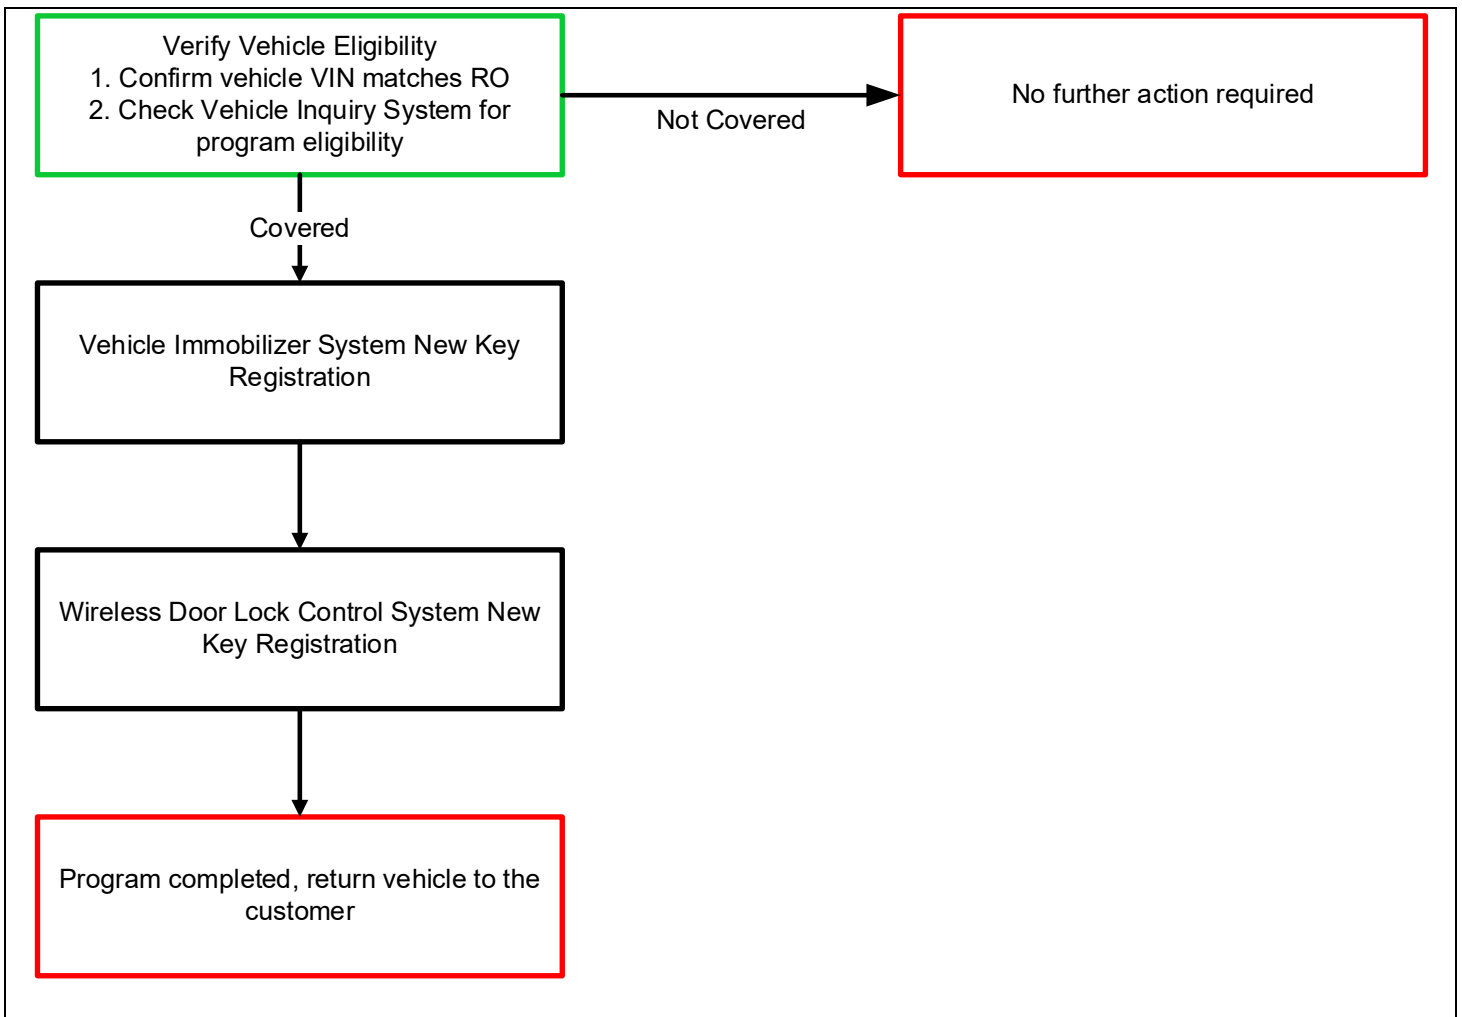 Verify Vehicle Eligibility
1. Confirm vehicle VIN matches RO
2. Check Vehicle Inquiry System for
program eligibility
No further action required
Not Covered
Covered
Vehicle Immobilizer System New Key
Registration
Wireless Door Lock Control System New
Key Registration
Program completed, return vehicle to the
customer